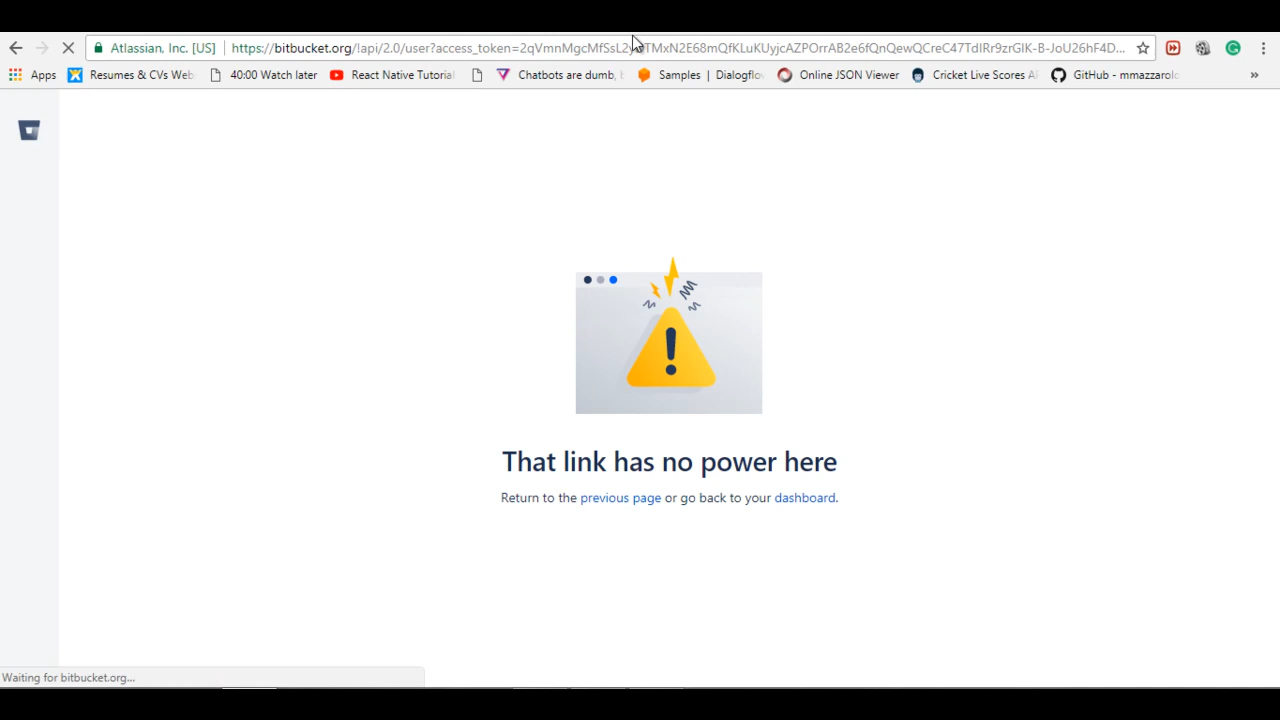 Atlassian, Inc. [US]
https://bitbucket.org/!api/2.0/user?access_token=2qVmnMgcMfSsL2
Apps
Resumes & CVs Web
40:00 Watch later
React Native Tutorial
Chatbots are dumb,
Samples | Dialogflo
Online JSON Viewer
Cricket Live Scores A
GitHub - mmazzarolo
»
That link has no power here
Return to the previous page or go back to your dashboard.
Waiting for bitbucket.org...